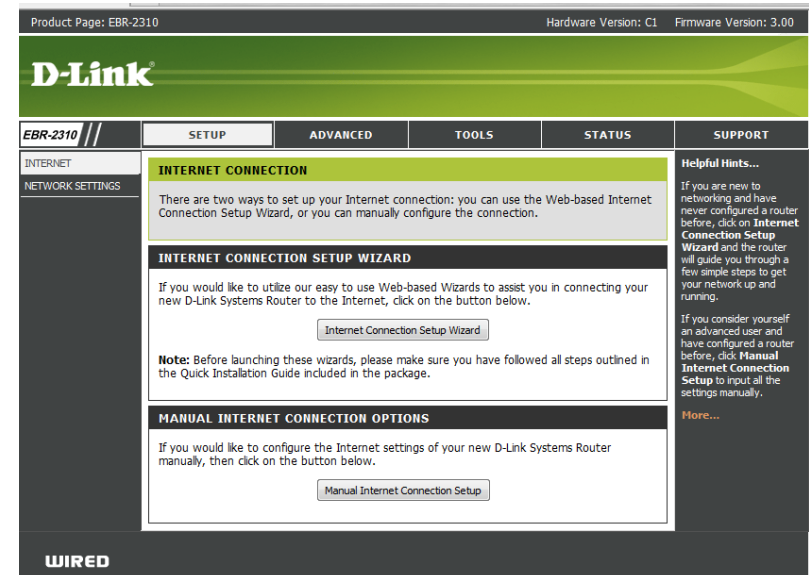 Product Page: EBR-2310
Hardware Version: C1
Firmware Version: 3.00
D-Link
EBR-2310
SETUP
ADVANCED
TOOLS
STATUS
SUPPORT
INTERNET
NETWORK SETTINGS
INTERNET CONNECTION
There are two ways to set up your Internet connection: you can use the Web-based Internet
Connection Setup Wizard, or you can manually configure the connection.
INTERNET CONNECTION SETUP WIZARD
If you would like to utilize our easy to use Web-based Wizards to assist you in connecting your
new D-Link Systems Router to the Internet, click on the button below.
Internet Connection Setup Wizard
Note: Before launching these wizards, please make sure you have followed all steps outlined in
the Quick Installation Guide included in the package.
MANUAL INTERNET CONNECTION OPTIONS
If you would like to configure the Internet settings of your new D-Link Systems Router
manually, then click on the button below.
Manual Internet Connection Setup
Helpful Hints...
If you are new to
networking and have
never configured a router
before, click on Internet
Connection Setup
Wizard and the router
will guide you through a
few simple steps to get
your network up and
running.
If you consider yourself
an advanced user and
have configured a router
before, click Manual
Internet Connection
Setup to input all the
settings manually.
More...
WIRED